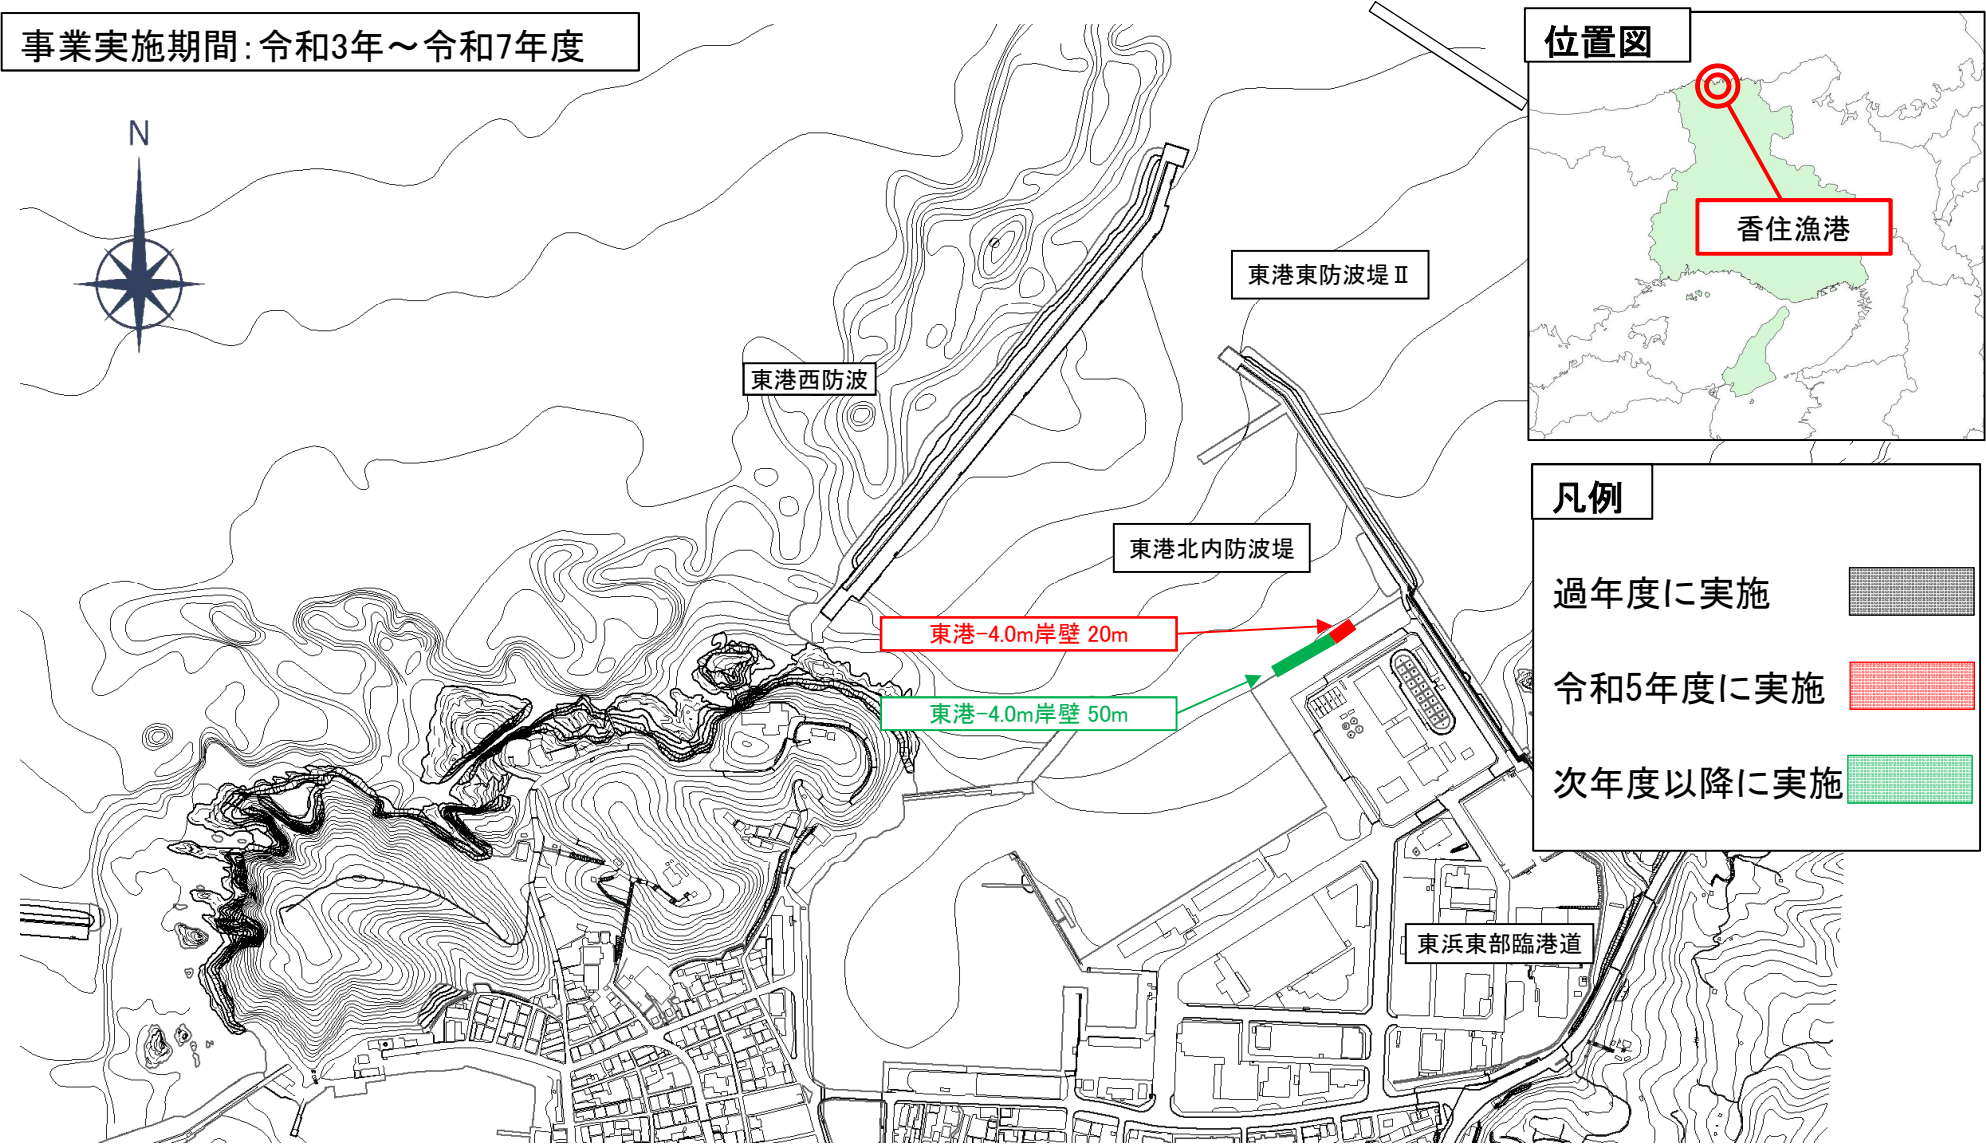 事業実施期間：令和3年～令和7年度
N
位置図
香住漁港
東港東防波堤Ⅱ
東港西防波
凡例
東港北内防波堤
過年度に実施
東港-4.0m岸壁 20m
令和5年度に実施
東港-4.0m岸壁 50m
次年度以降に実施
東浜東部臨港道